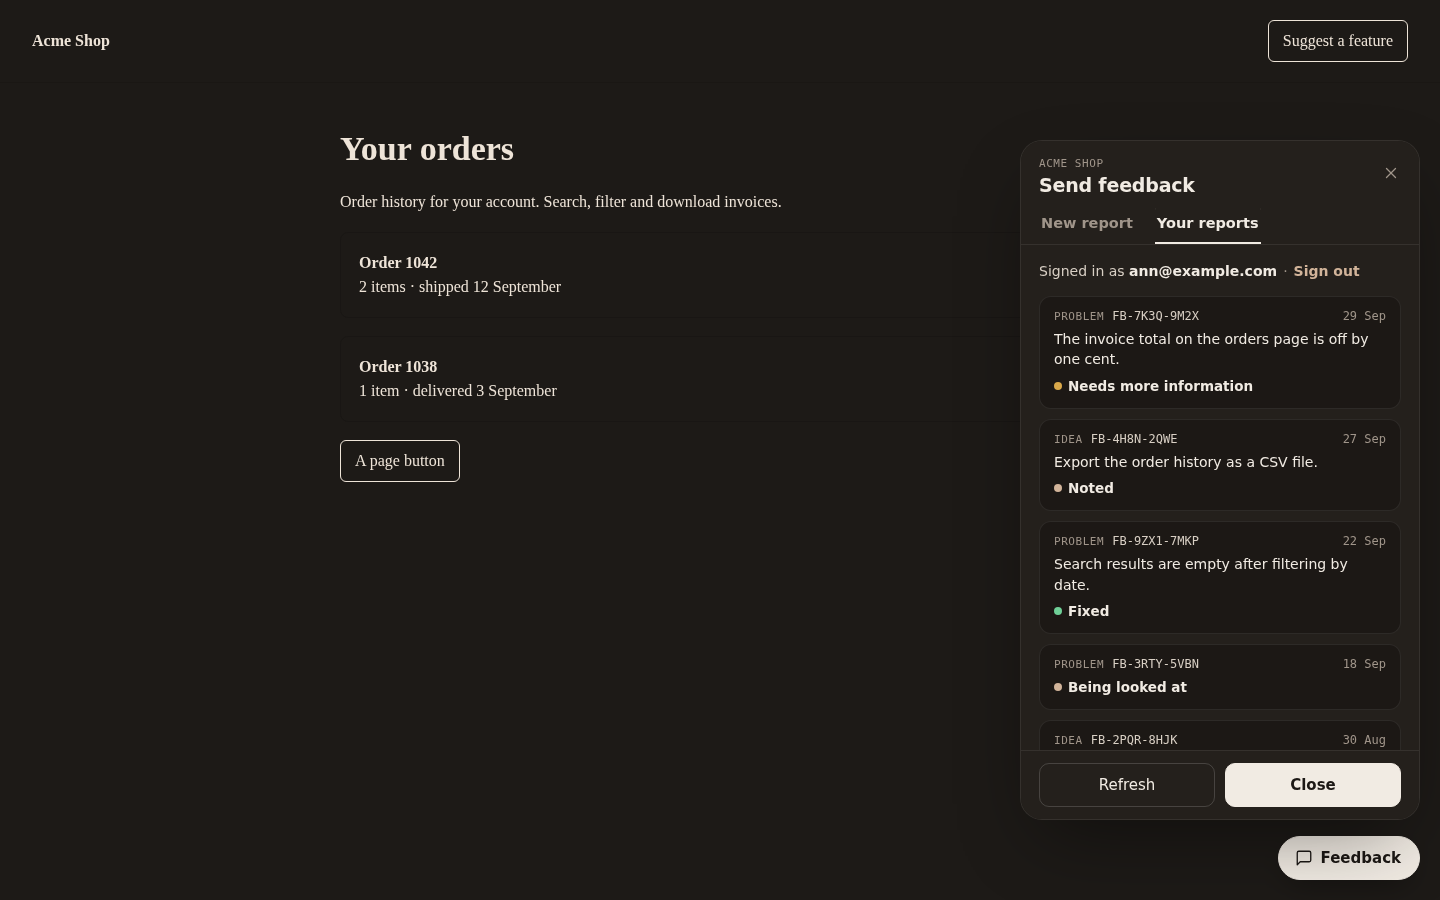 Acme Shop
Suggest a feature
Your orders
Order history for your account. Search, filter and download invoices.
Order 1042
2 items · shipped 12 September
Order 1038
1 item · delivered 3 September
A page button
ACME SHOP
Send feedback
New report
Your reports
Signed in as ann@example.com · Sign out
PROBLEM FB-7K3Q-9M2X 29 Sep
The invoice total on the orders page is off by
one cent.
Needs more information
IDEA FB-4H8N-2QWE 27 Sep
Export the order history as a CSV file.
Noted
PROBLEM FB-9ZX1-7MKP 22 Sep
Search results are empty after filtering by
date.
Fixed
PROBLEM FB-3RTY-5VBN 18 Sep
Being looked at
IDEA FB-2PQR-8HJK 30 Aug
Refresh
Close
Feedback